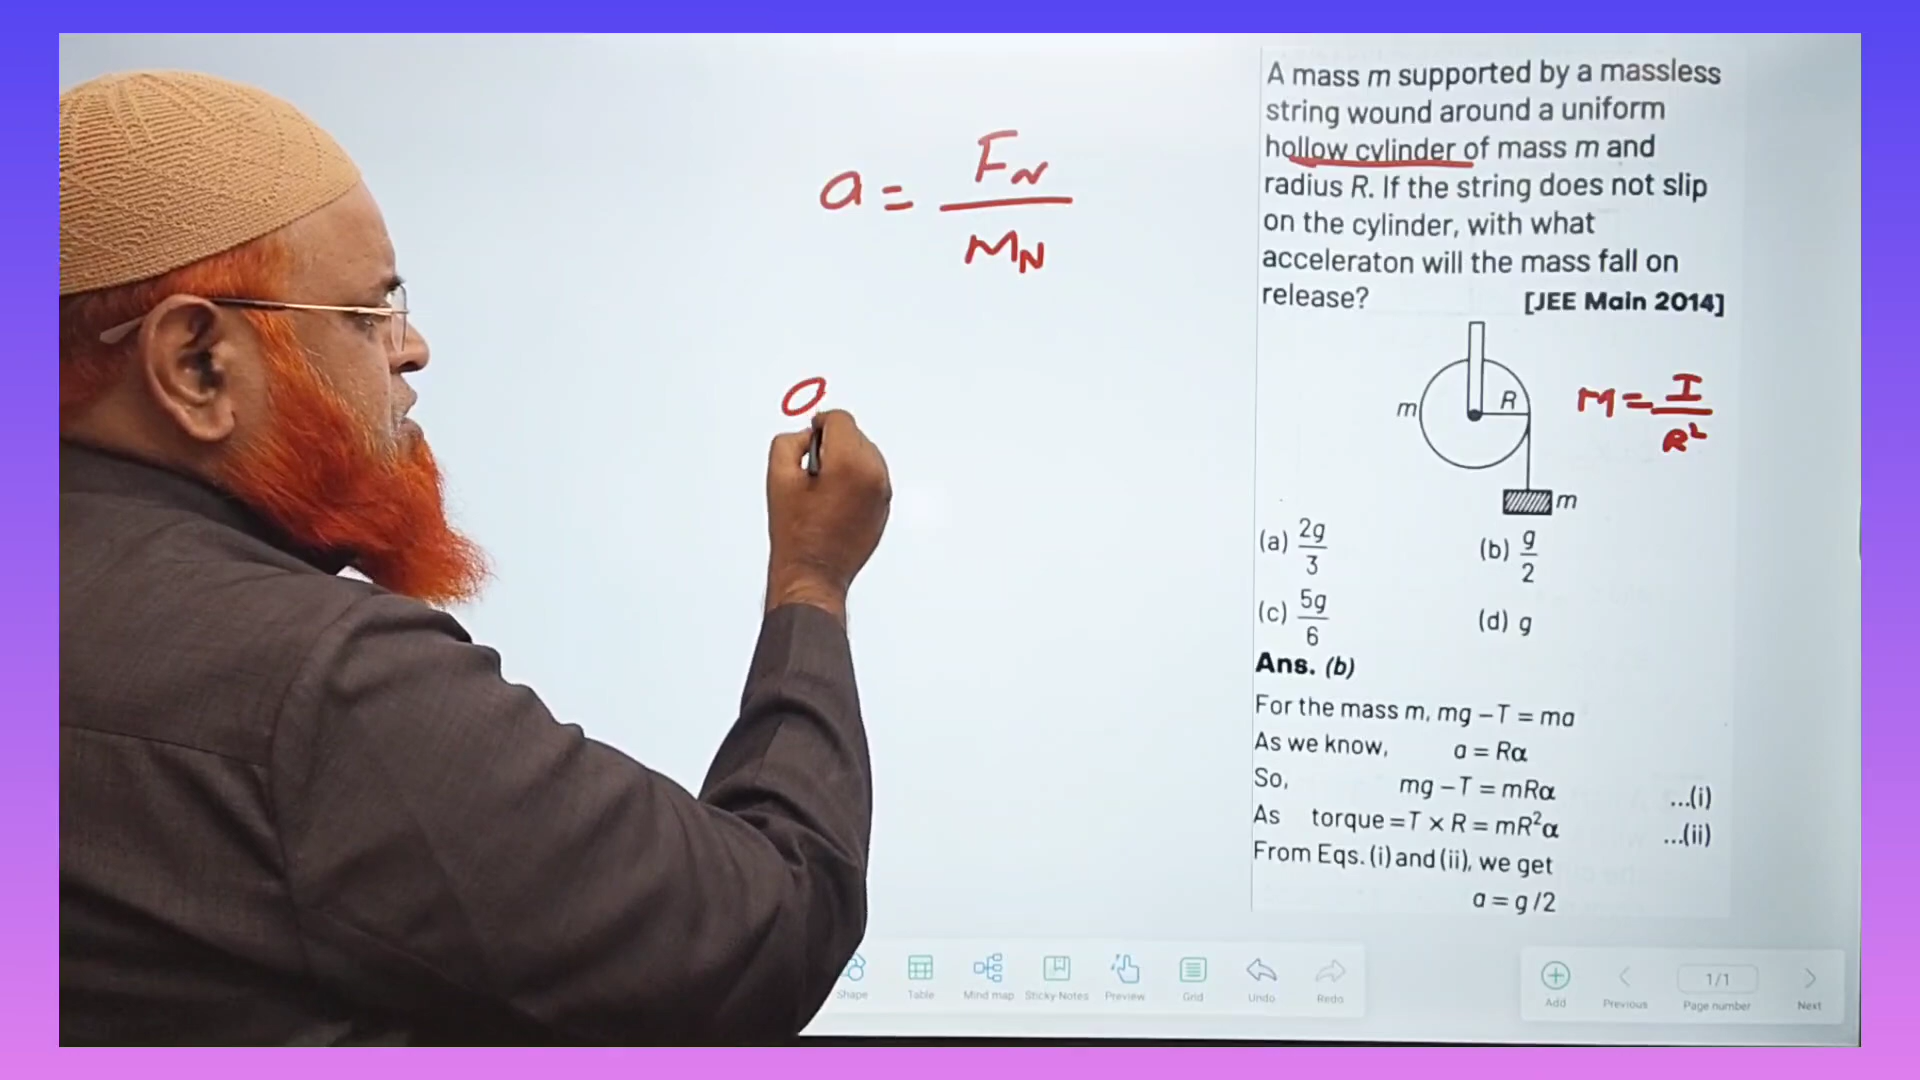 a = F_N / M_N
a
A mass m supported by a massless
string wound around a uniform
hollow cylinder of mass m and
radius R. If the string does not slip
on the cylinder, with what
acceleraton will the mass fall on
release? [JEE Main 2014]
m R
M = I / R²
m
(a) 2g/3 (b) g/2
(c) 5g/6 (d) g
Ans. (b)
For the mass m, mg – T = ma
As we know, a = Rα
So, mg – T = mRα ...(i)
As torque = T × R = mR²α ...(ii)
From Eqs. (i) and (ii), we get
a = g/2
Shape Table Mind map Sticky Notes Preview Grid Undo Redo
Add Previous 1/1 Page number Next